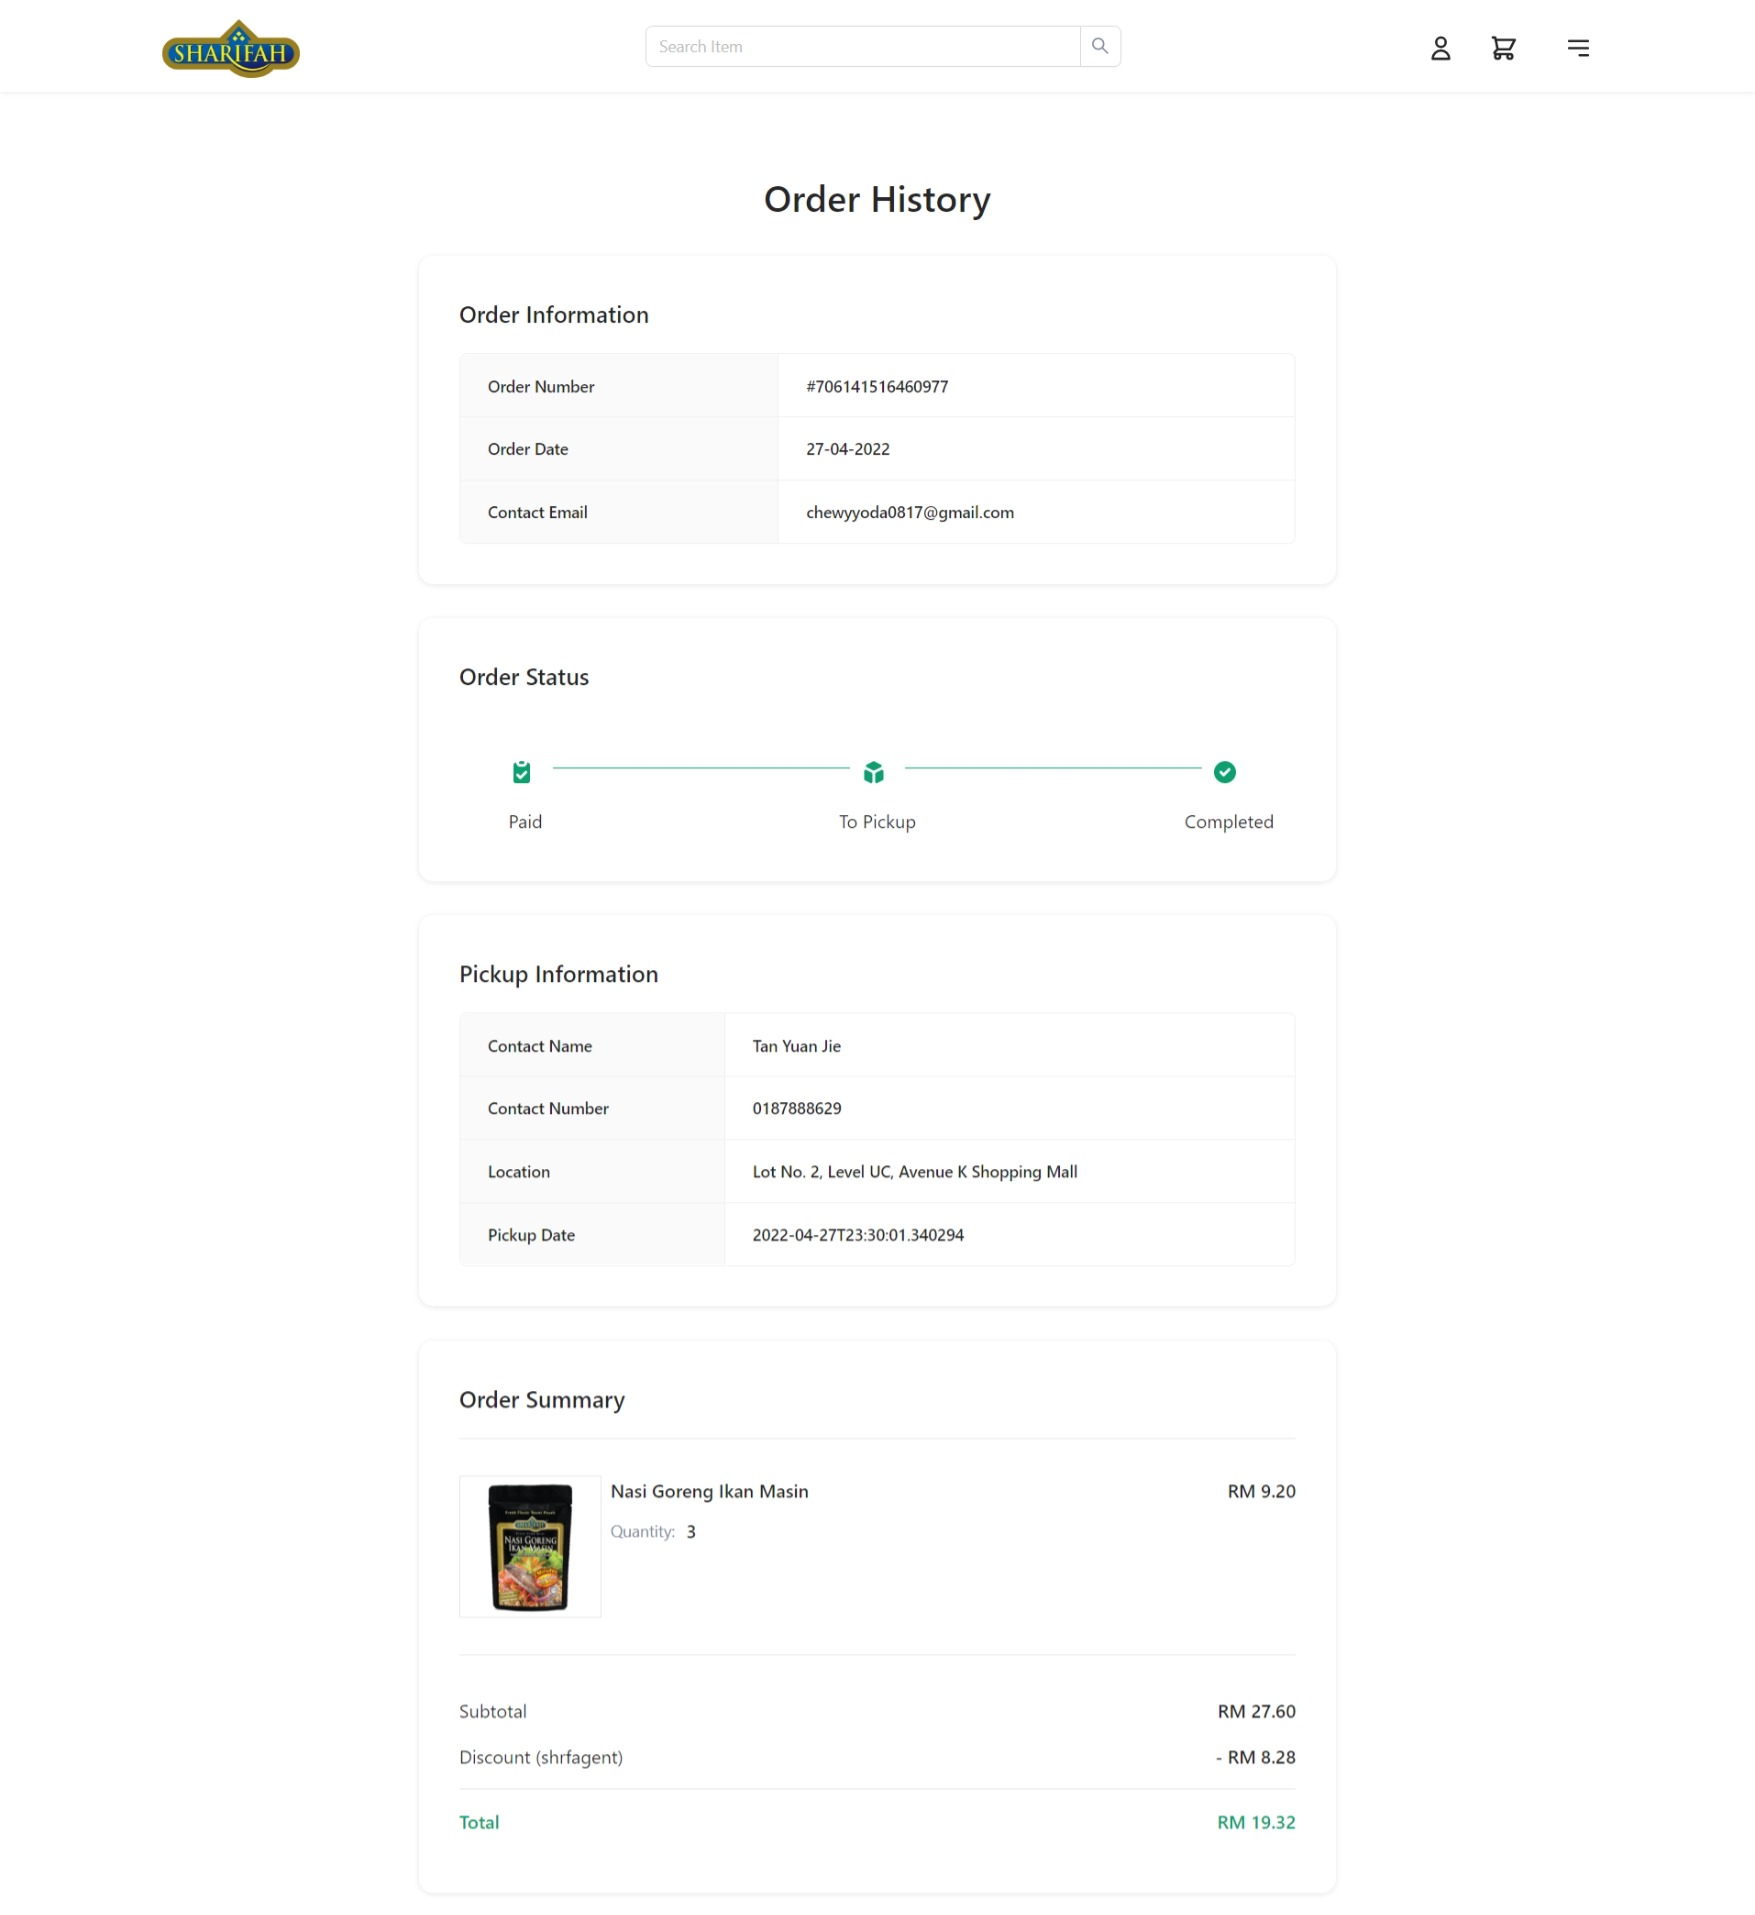 SHARIFAH
Search Item
Order History
Order Information
Order Number #706141516460977
Order Date 27-04-2022
Contact Email chewyyoda0817@gmail.com
Order Status
Paid To Pickup Completed
Pickup Information
Contact Name Tan Yuan Jie
Contact Number 0187888629
Location Lot No. 2, Level UC, Avenue K Shopping Mall
Pickup Date 2022-04-27T23:30:01.340294
Order Summary
Nasi Goreng Ikan Masin RM 9.20
Quantity: 3
NASI GORENG
IKAN MASIN
Subtotal RM 27.60
Discount (shrfagent) - RM 8.28
Total RM 19.32